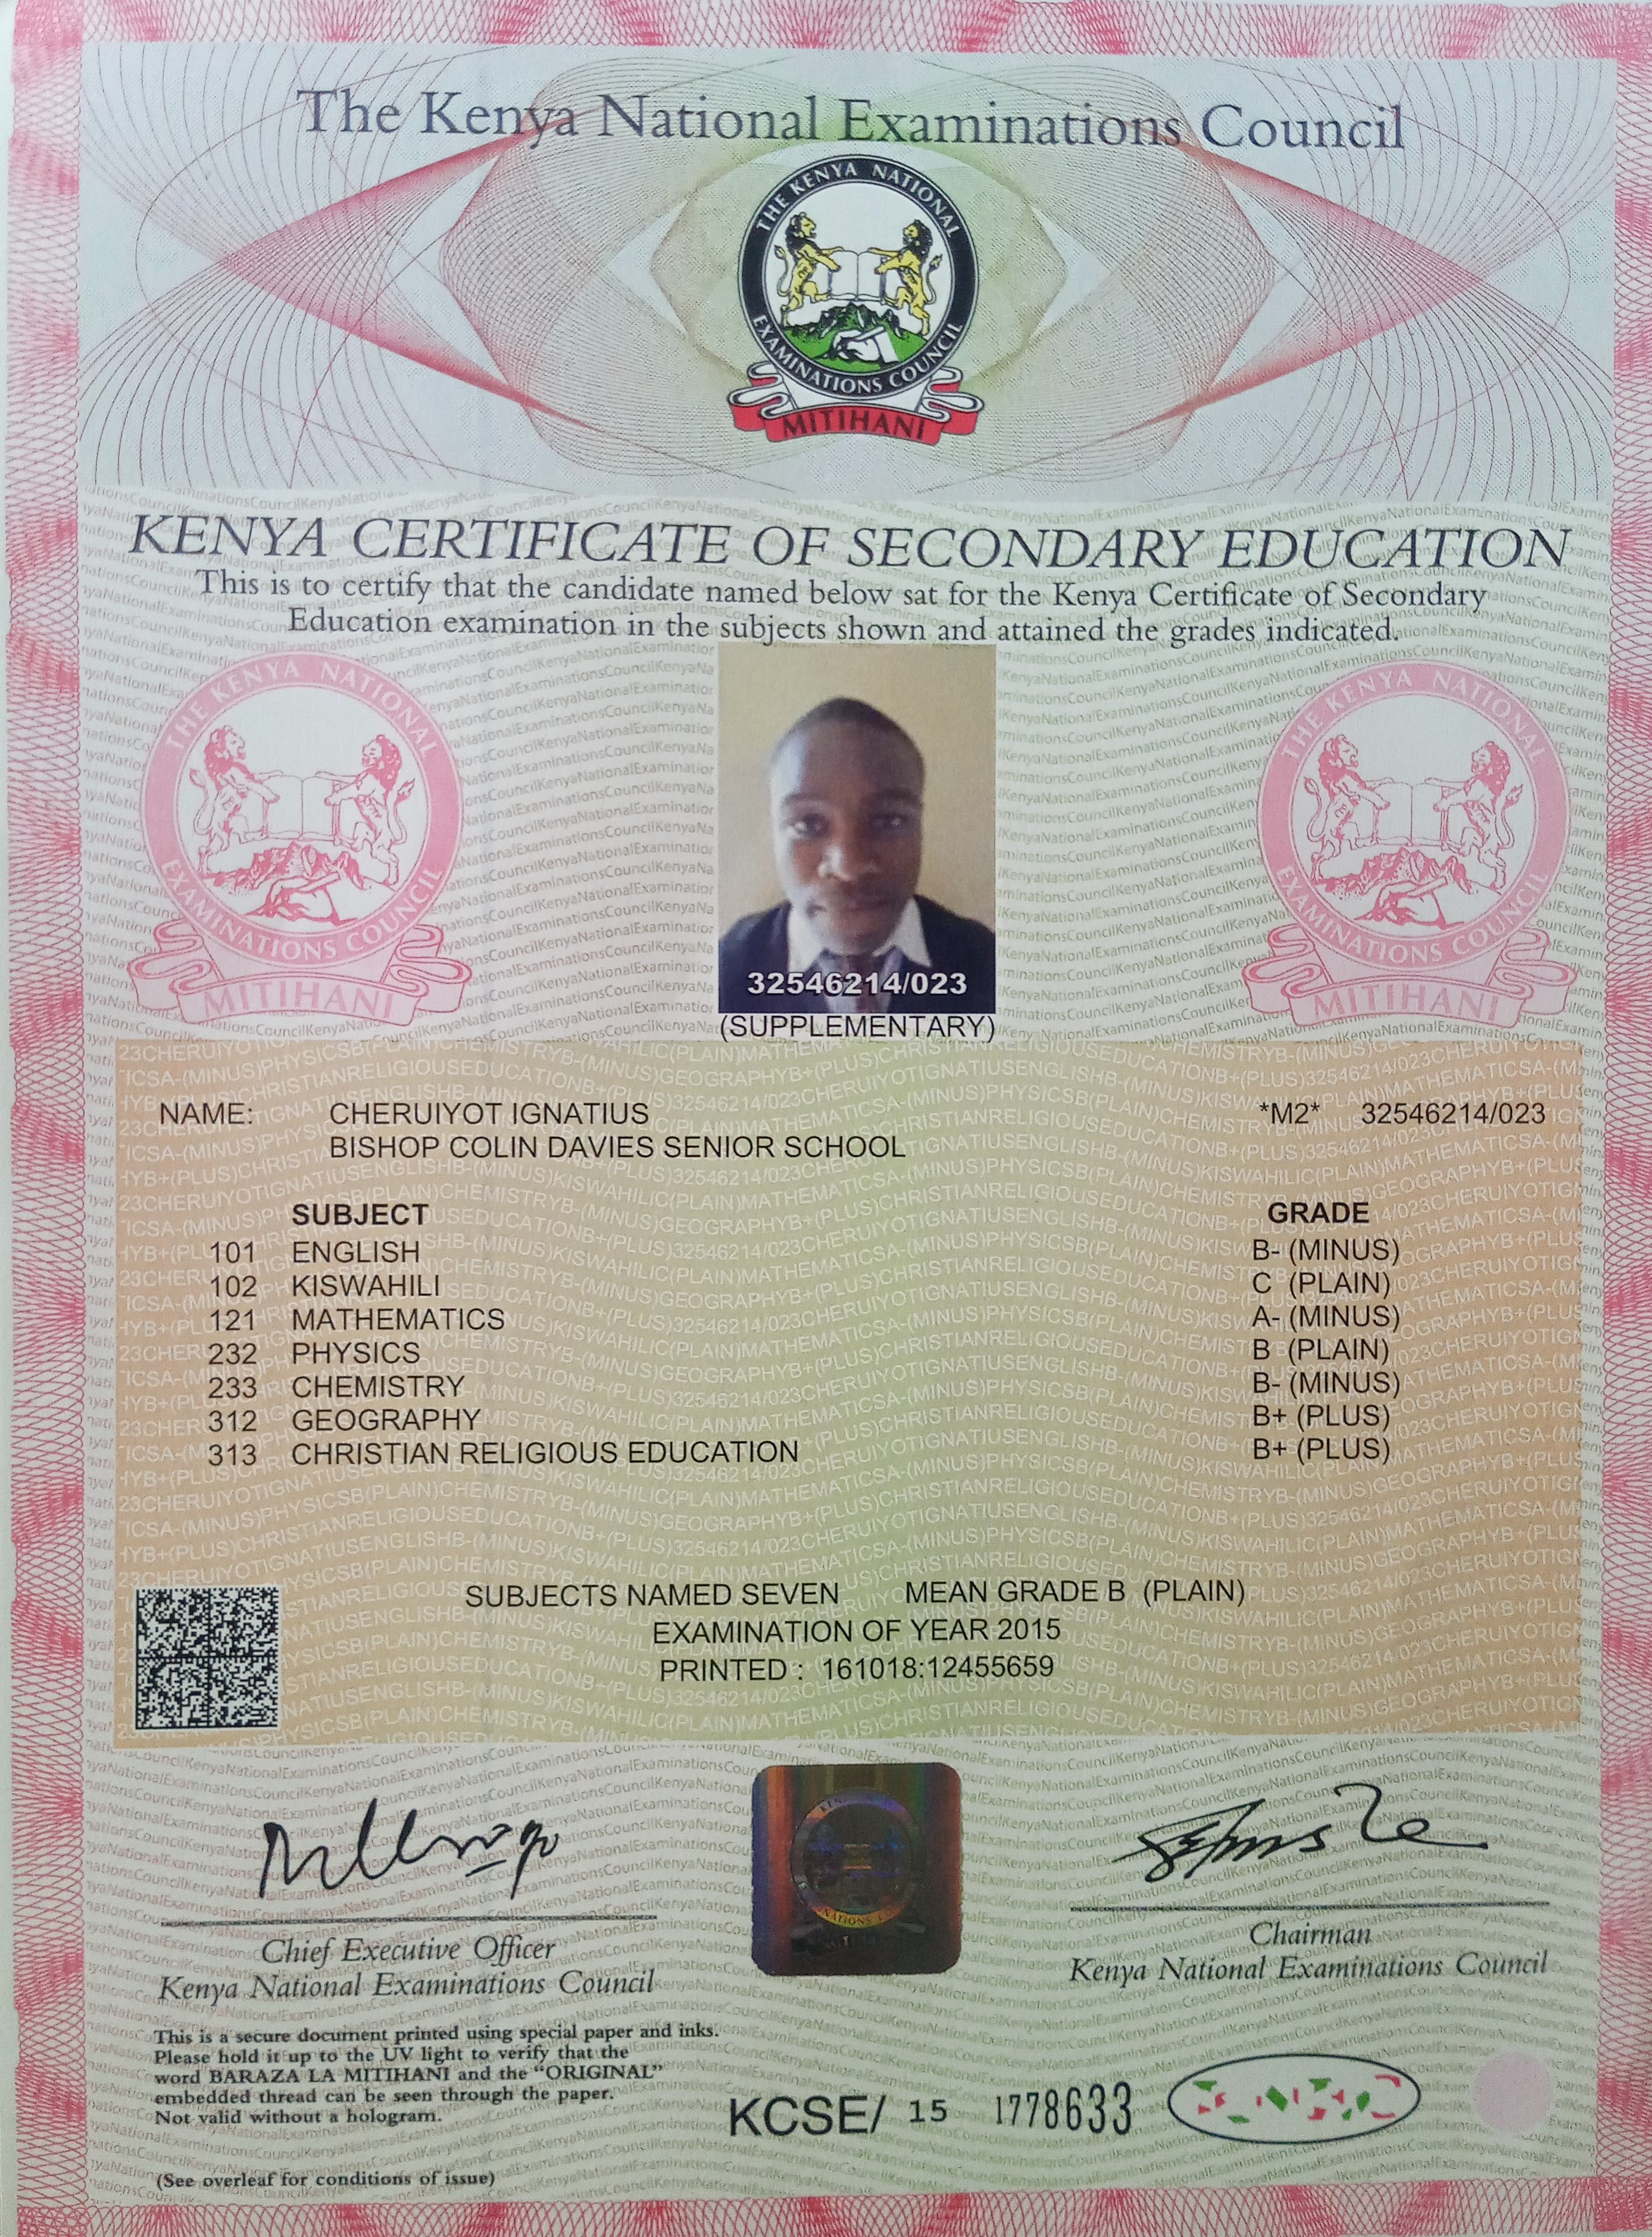 The Kenya National Examinations Council
THE KENYA NATIONAL
EXAMINATIONS COUNCIL
MITIHANI
KENYA CERTIFICATE OF SECONDARY EDUCATION
This is to certify that the candidate named below sat for the Kenya Certificate of Secondary
Education examination in the subjects shown and attained the grades indicated.
THE KENYA NATIONAL
EXAMINATIONS COUNCIL
MITIHANI
THE KENYA NATIONAL
EXAMINATIONS COUNCIL
MITIHANI
32546214/023
(SUPPLEMENTARY)
NAME: CHERUIYOT IGNATIUS *M2* 32546214/023
BISHOP COLIN DAVIES SENIOR SCHOOL
SUBJECT GRADE
101 ENGLISH B- (MINUS)
102 KISWAHILI C (PLAIN)
121 MATHEMATICS A- (MINUS)
232 PHYSICS B (PLAIN)
233 CHEMISTRY B- (MINUS)
312 GEOGRAPHY B+ (PLUS)
313 CHRISTIAN RELIGIOUS EDUCATION B+ (PLUS)
SUBJECTS NAMED SEVEN MEAN GRADE B (PLAIN)
EXAMINATION OF YEAR 2015
PRINTED : 161018:12455659
Chief Executive Officer
Kenya National Examinations Council
Chairman
Kenya National Examinations Council
This is a secure document printed using special paper and inks.
Please hold it up to the UV light to verify that the
word BARAZA LA MITIHANI and the “ORIGINAL”
embedded thread can be seen through the paper.
Not valid without a hologram.
KCSE/ 15 1778633
(See overleaf for conditions of issue)